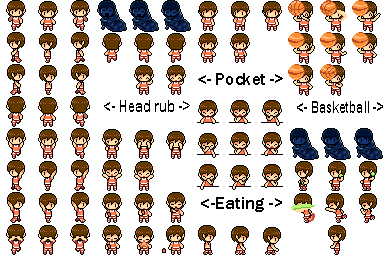 <- Pocket ->
<- Head rub ->
<- Basketball ->
<-Eating ->